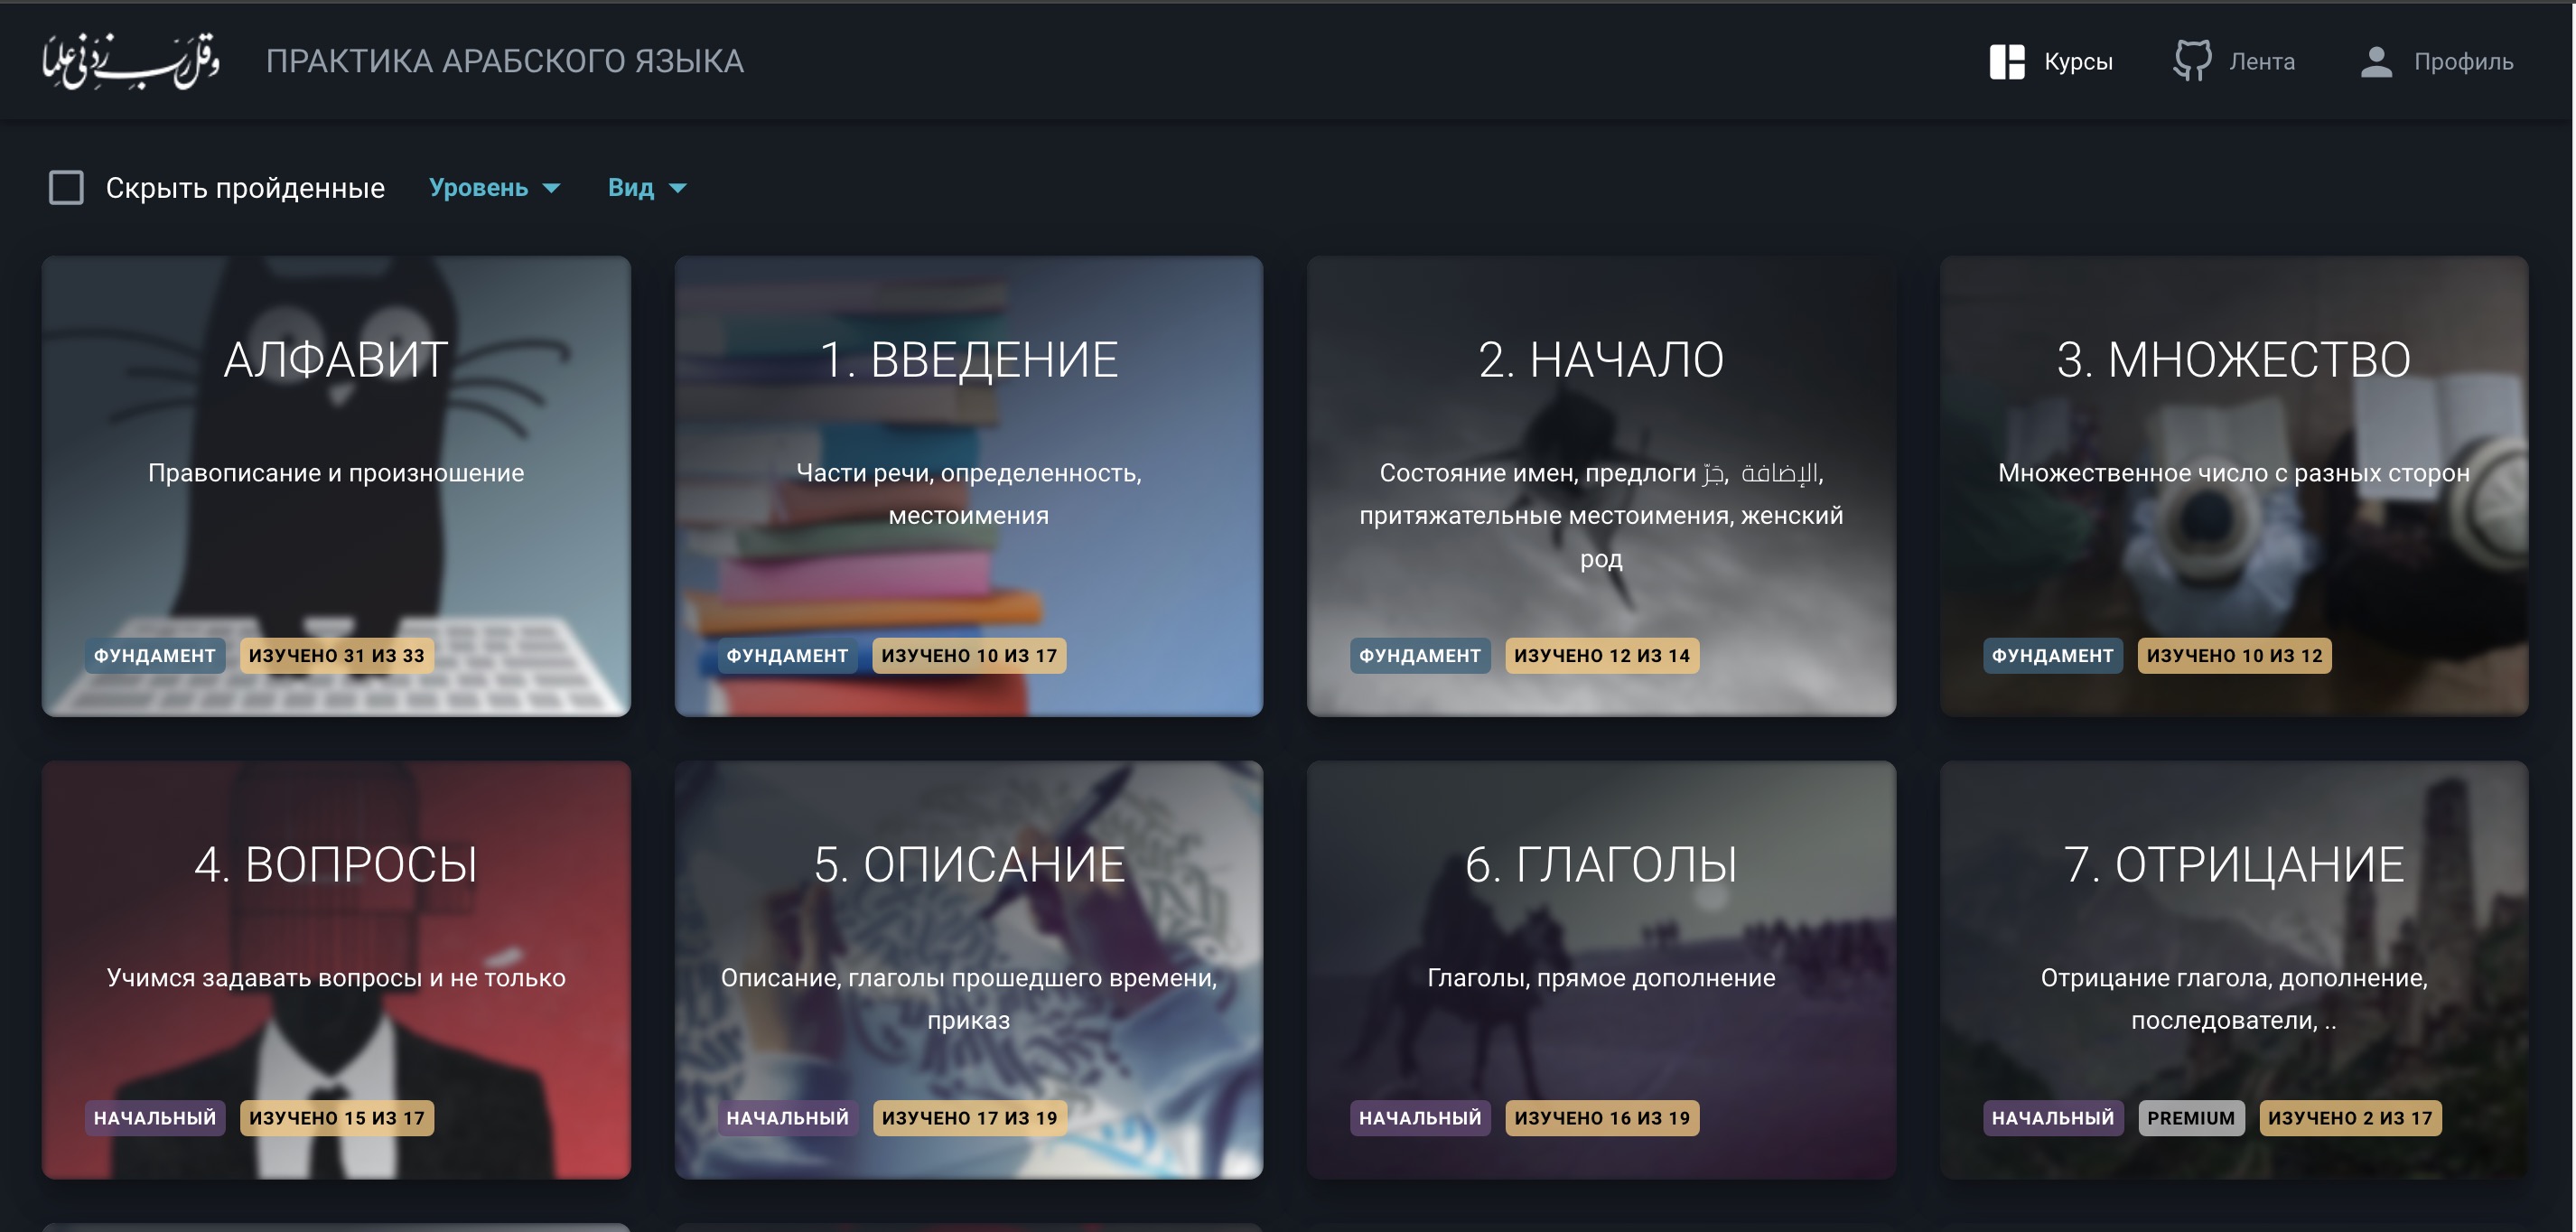 وقل رب زدني علما
ПРАКТИКА АРАБСКОГО ЯЗЫКА
Курсы
Лента
Профиль
Скрыть пройденные
Уровень
Вид
АЛФАВИТ
Правописание и произношение
ФУНДАМЕНТ
ИЗУЧЕНО 31 ИЗ 33
1. ВВЕДЕНИЕ
Части речи, определенность,
местоимения
ФУНДАМЕНТ
ИЗУЧЕНО 10 ИЗ 17
2. НАЧАЛО
Состояние имен, предлоги جَرّ, الإضافة,
притяжательные местоимения, женский
род
ФУНДАМЕНТ
ИЗУЧЕНО 12 ИЗ 14
3. МНОЖЕСТВО
Множественное число с разных сторон
ФУНДАМЕНТ
ИЗУЧЕНО 10 ИЗ 12
4. ВОПРОСЫ
Учимся задавать вопросы и не только
НАЧАЛЬНЫЙ
ИЗУЧЕНО 15 ИЗ 17
5. ОПИСАНИЕ
Описание, глаголы прошедшего времени,
приказ
НАЧАЛЬНЫЙ
ИЗУЧЕНО 17 ИЗ 19
6. ГЛАГОЛЫ
Глаголы, прямое дополнение
НАЧАЛЬНЫЙ
ИЗУЧЕНО 16 ИЗ 19
7. ОТРИЦАНИЕ
Отрицание глагола, дополнение,
последователи, ..
НАЧАЛЬНЫЙ
PREMIUM
ИЗУЧЕНО 2 ИЗ 17